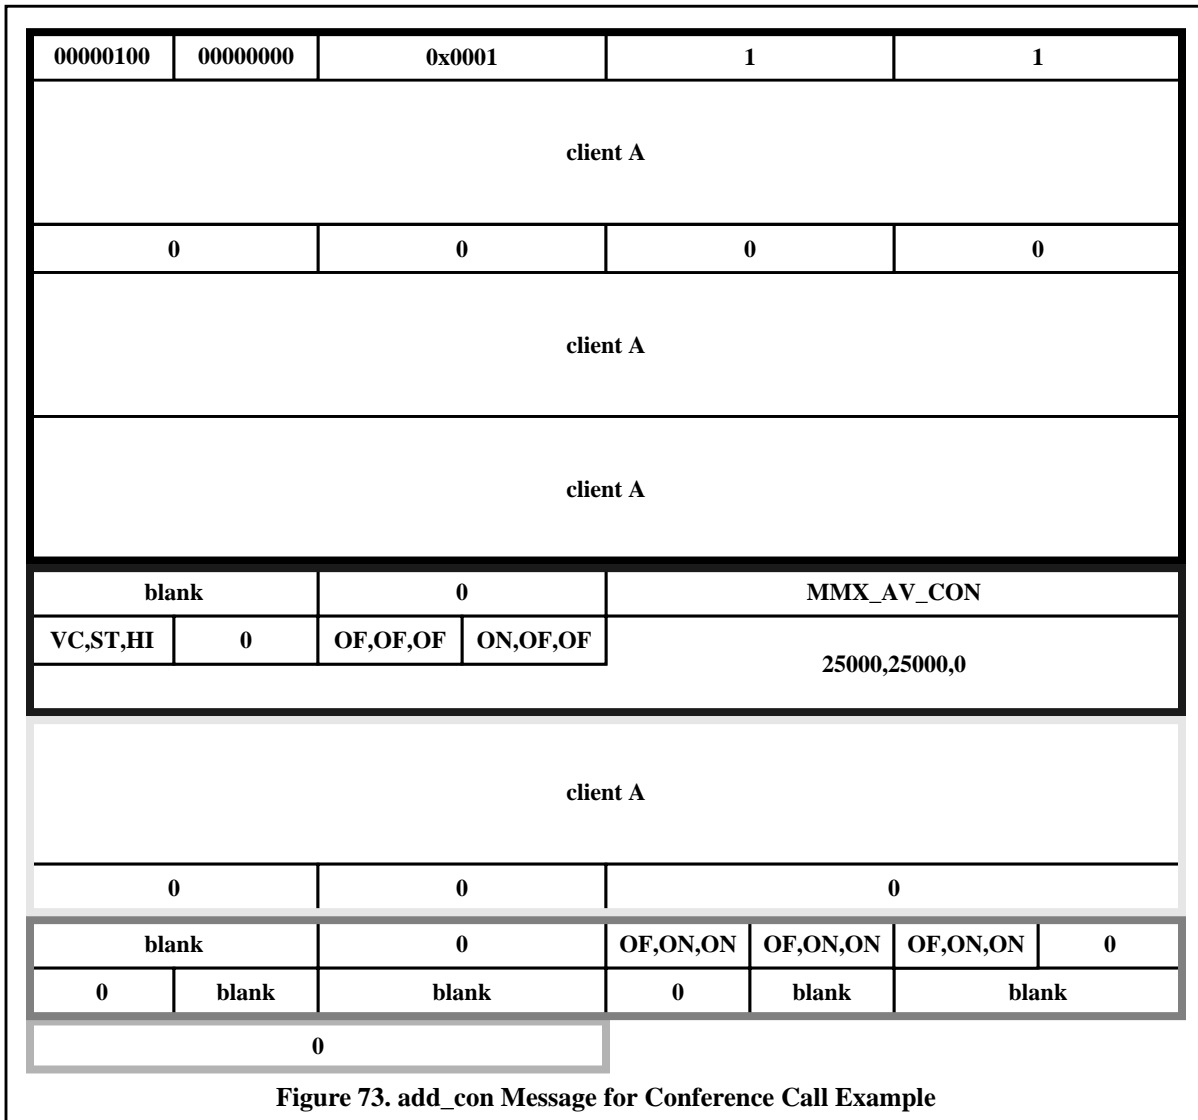 00000100 00000000 0x0001 1 1
client A
0 0 0 0
client A
client A
blank 0 MMX_AV_CON
VC,ST,HI 0 OF,OF,OF ON,OF,OF
25000,25000,0
client A
0 0 0
blank 0 OF,ON,ON OF,ON,ON OF,ON,ON 0
0 blank blank 0 blank blank
0
Figure 73. add_con Message for Conference Call Example